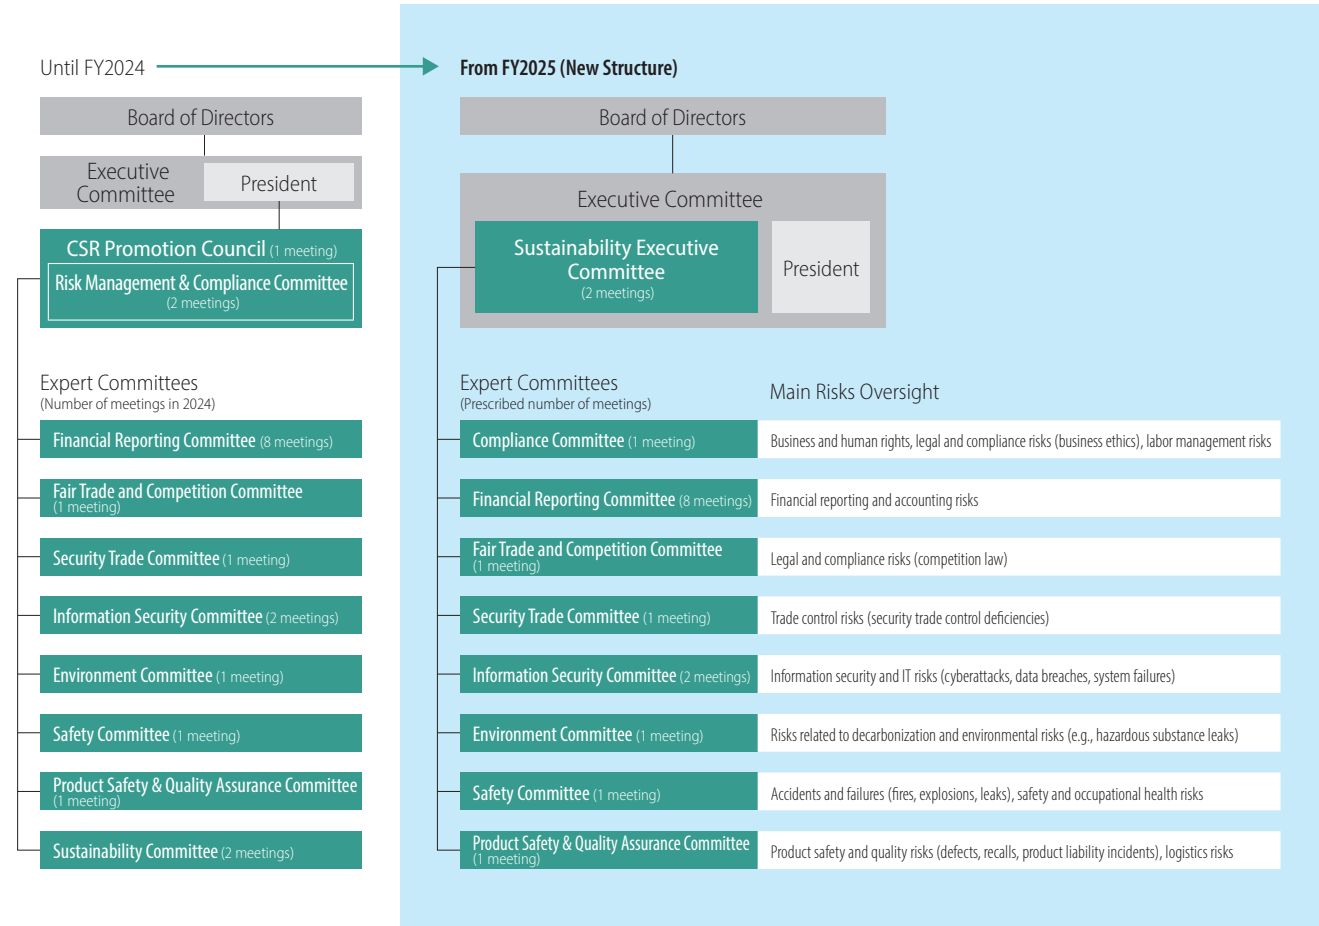 Until FY2024
Board of Directors
Executive
Committee
President
CSR Promotion Council (1 meeting)
Risk Management & Compliance Committee
(2 meetings)
Expert Committees
(Number of meetings in 2024)
Financial Reporting Committee (8 meetings)
Fair Trade and Competition Committee
(1 meeting)
Security Trade Committee (1 meeting)
Information Security Committee (2 meetings)
Environment Committee (1 meeting)
Safety Committee (1 meeting)
Product Safety & Quality Assurance Committee
(1 meeting)
Sustainability Committee (2 meetings)
From FY2025 (New Structure)
Board of Directors
Executive Committee
Sustainability Executive
Committee
(2 meetings)
President
Expert Committees
(Prescribed number of meetings)
Main Risks Oversight
Compliance Committee (1 meeting)
Business and human rights, legal and compliance risks (business ethics), labor management risks
Financial Reporting Committee (8 meetings)
Financial reporting and accounting risks
Fair Trade and Competition Committee
(1 meeting)
Legal and compliance risks (competition law)
Security Trade Committee (1 meeting)
Trade control risks (security trade control deficiencies)
Information Security Committee (2 meetings)
Information security and IT risks (cyberattacks, data breaches, system failures)
Environment Committee (1 meeting)
Risks related to decarbonization and environmental risks (e.g., hazardous substance leaks)
Safety Committee (1 meeting)
Accidents and failures (fires, explosions, leaks), safety and occupational health risks
Product Safety & Quality Assurance Committee
(1 meeting)
Product safety and quality risks (defects, recalls, product liability incidents), logistics risks